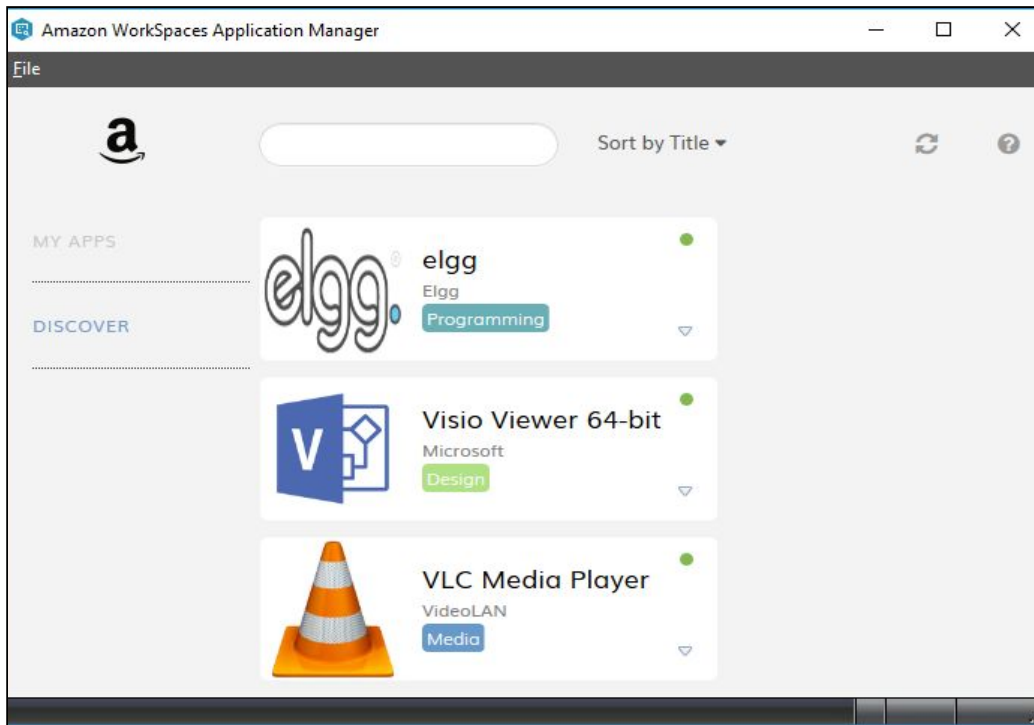 Amazon WorkSpaces Application Manager
File
a
Sort by Title
MY APPS
DISCOVER
elgg.
elgg
Elgg
Programming
V
Visio Viewer 64-bit
Microsoft
Design
VLC Media Player
VideoLAN
Media